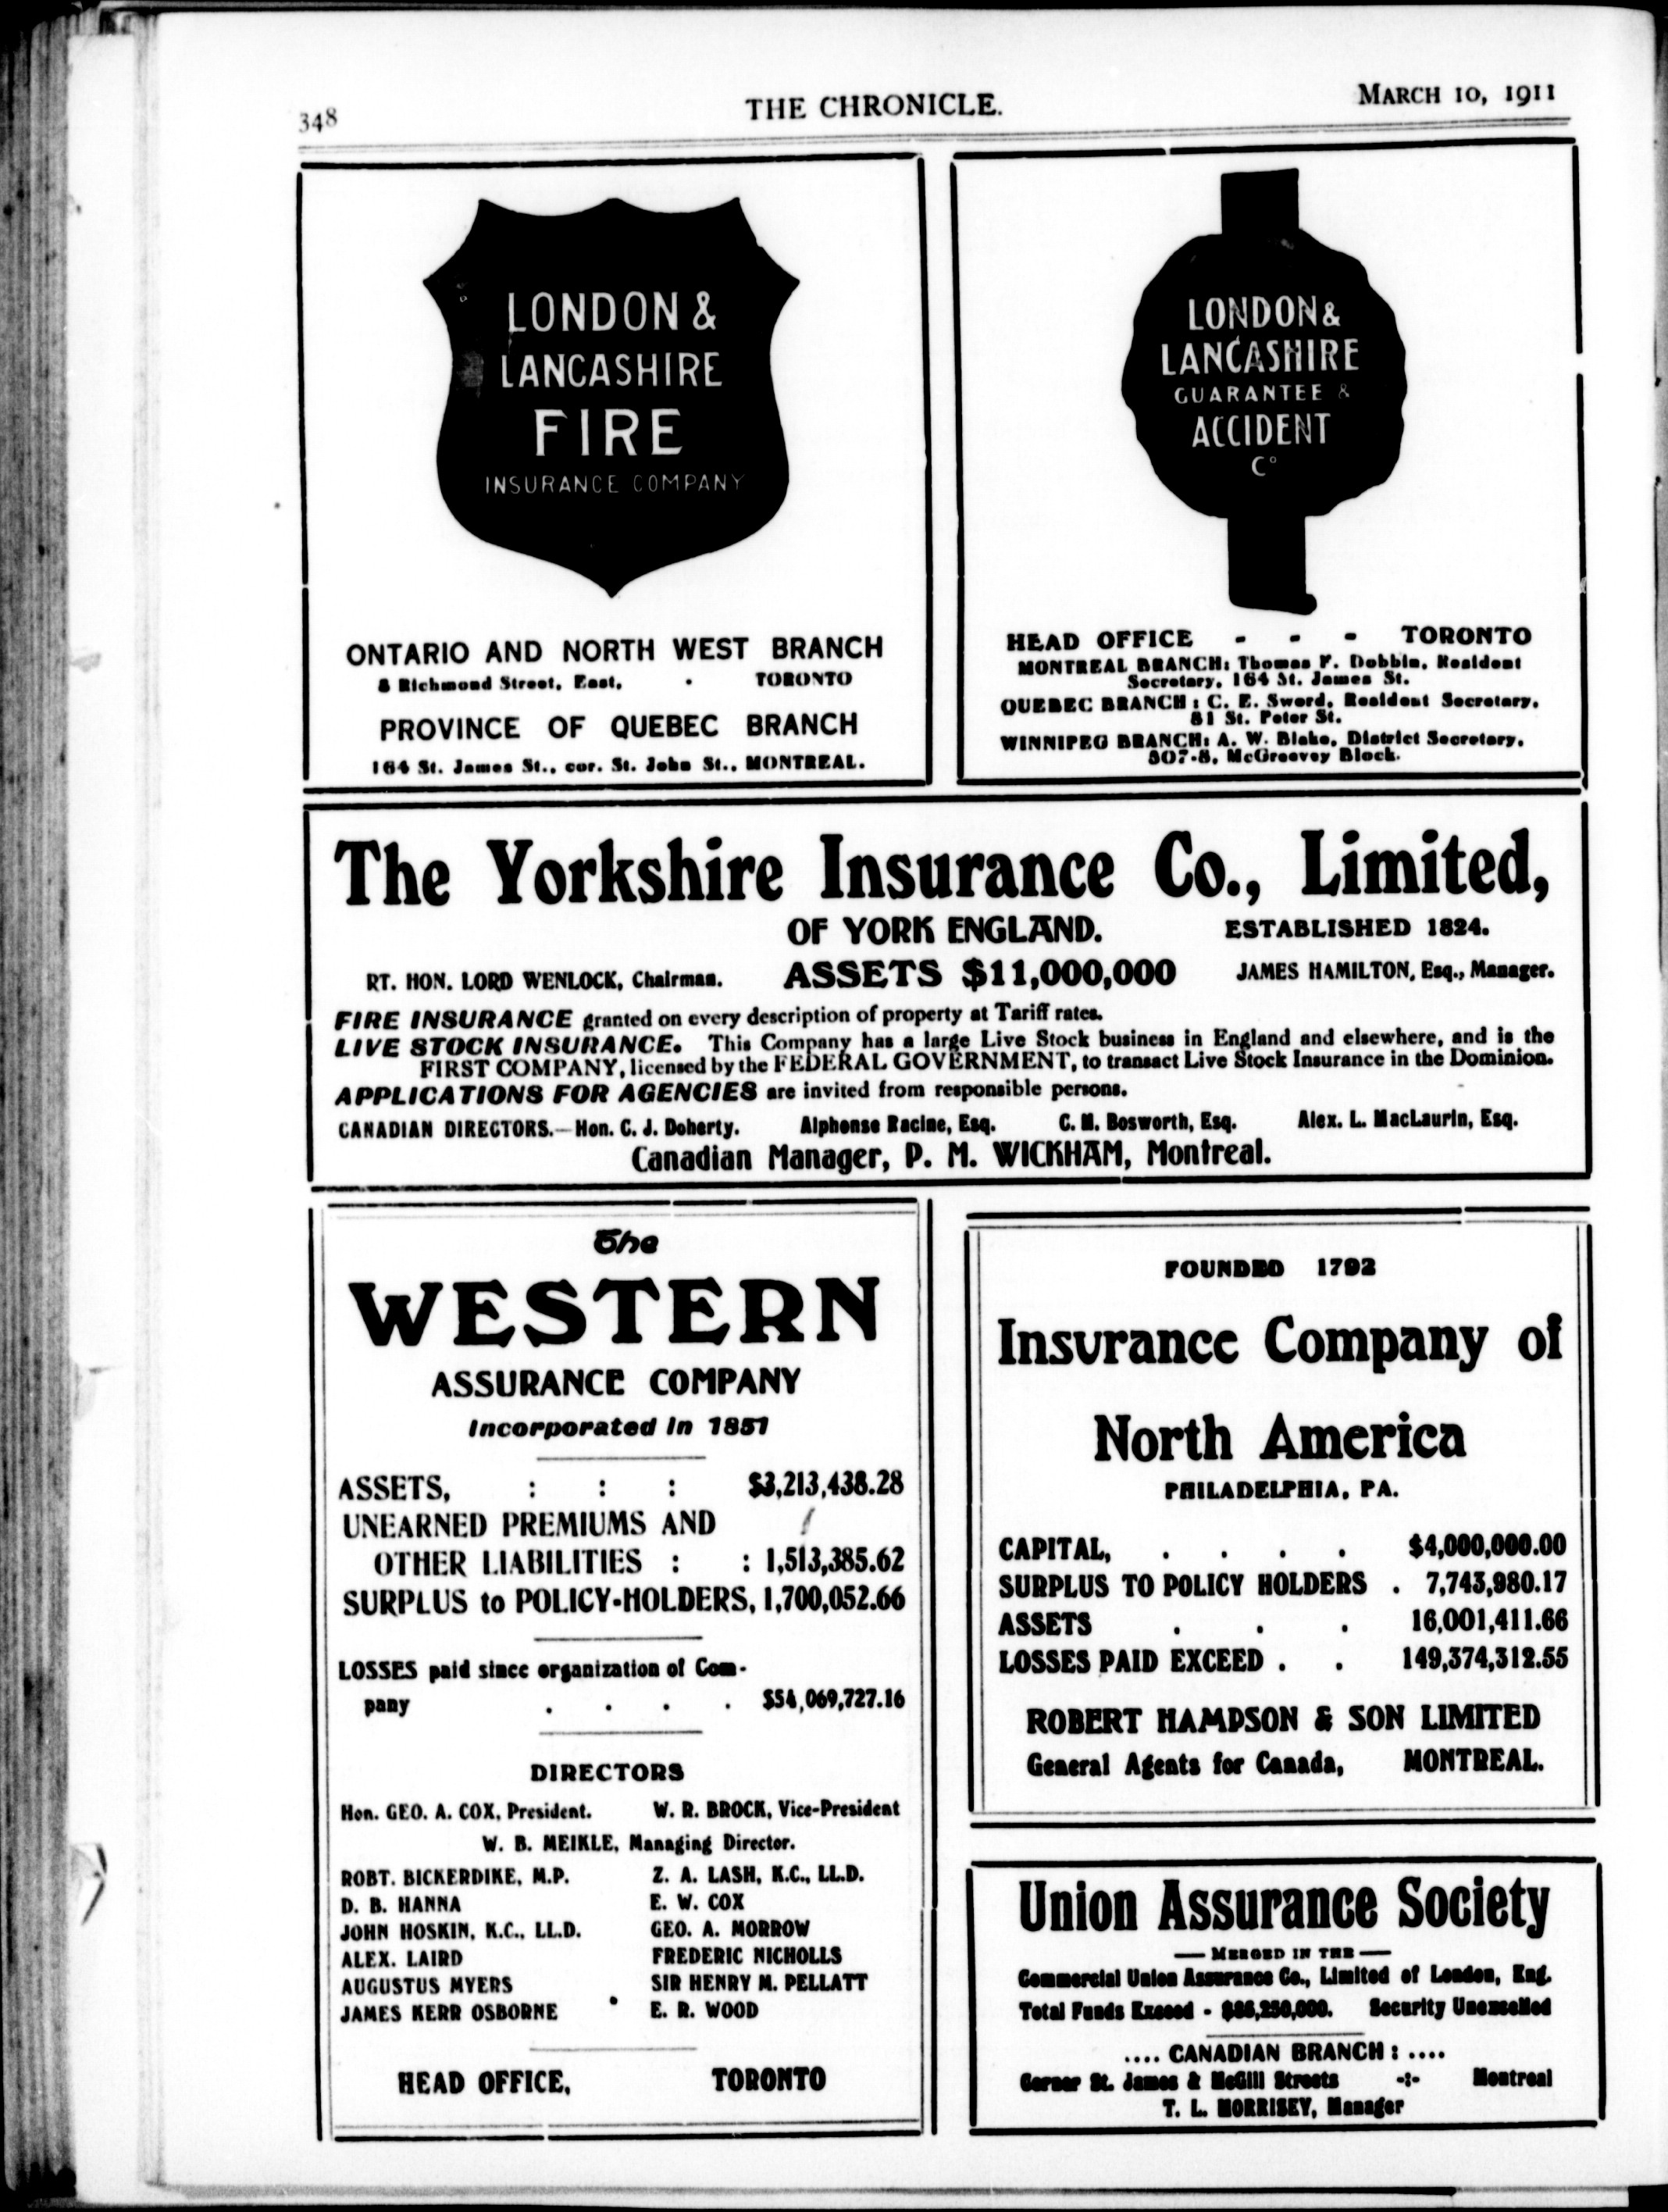 348
THE CHRONICLE.
MARCH 10, 1911
LONDON &
LANCASHIRE
FIRE
INSURANCE COMPANY
ONTARIO AND NORTH WEST BRANCH
8 Richmond Street, East, - TORONTO
PROVINCE OF QUEBEC BRANCH
164 St. James St., cor. St. John St., MONTREAL.
LONDON &
LANCASHIRE
GUARANTEE &
ACCIDENT
Co
HEAD OFFICE - - - TORONTO
MONTREAL BRANCH: Thomas F. Dobbin, Resident
Secretary, 164 St. James St.
QUEBEC BRANCH: C. E. Sword, Resident Secretary,
81 St. Peter St.
WINNIPEG BRANCH: A. W. Blake, District Secretary,
507-8, McGreevey Block.
The Yorkshire Insurance Co., Limited,
OF YORK ENGLAND. ESTABLISHED 1824.
RT. HON. LORD WENLOCK, Chairman. ASSETS $11,000,000 JAMES HAMILTON, Esq., Manager.
FIRE INSURANCE granted on every description of property at Tariff rates.
LIVE STOCK INSURANCE. This Company has a large Live Stock business in England and elsewhere, and is the
FIRST COMPANY, licensed by the FEDERAL GOVERNMENT, to transact Live Stock Insurance in the Dominion.
APPLICATIONS FOR AGENCIES are invited from responsible persons.
CANADIAN DIRECTORS.—Hon. C. J. Doherty. Alphonse Racine, Esq. C. M. Bosworth, Esq. Alex. L. MacLaurin, Esq.
Canadian Manager, P. M. WICKHAM, Montreal.
The
WESTERN
ASSURANCE COMPANY
Incorporated in 1851
ASSETS, : : : $3,213,438.28
UNEARNED PREMIUMS AND
OTHER LIABILITIES : : 1,513,385.62
SURPLUS to POLICY-HOLDERS, 1,700,052.66
LOSSES paid since organization of Com-
pany . . . . $54,069,727.16
DIRECTORS
Hon. GEO. A. COX, President. W. R. BROCK, Vice-President
W. B. MEIKLE, Managing Director.
ROBT. BICKERDIKE, M.P. Z. A. LASH, K.C., LL.D.
D. B. HANNA E. W. COX
JOHN HOSKIN, K.C., LL.D. GEO. A. MORROW
ALEX. LAIRD FREDERIC NICHOLLS
AUGUSTUS MYERS SIR HENRY M. PELLATT
JAMES KERR OSBORNE E. R. WOOD
HEAD OFFICE, TORONTO
FOUNDED 1792
Insurance Company of
North America
PHILADELPHIA, PA.
CAPITAL, . . . . $4,000,000.00
SURPLUS TO POLICY HOLDERS . 7,743,980.17
ASSETS . . . 16,001,411.66
LOSSES PAID EXCEED . . 149,374,312.55
ROBERT HAMPSON & SON LIMITED
General Agents for Canada, MONTREAL.
Union Assurance Society
— MERGED IN THE —
Commercial Union Assurance Co., Limited of London, Eng.
Total Funds Exceed - $86,250,000. Security Unexcelled
.... CANADIAN BRANCH: ....
Corner St. James & McGill Streets -:- Montreal
T. L. MORRISEY, Manager